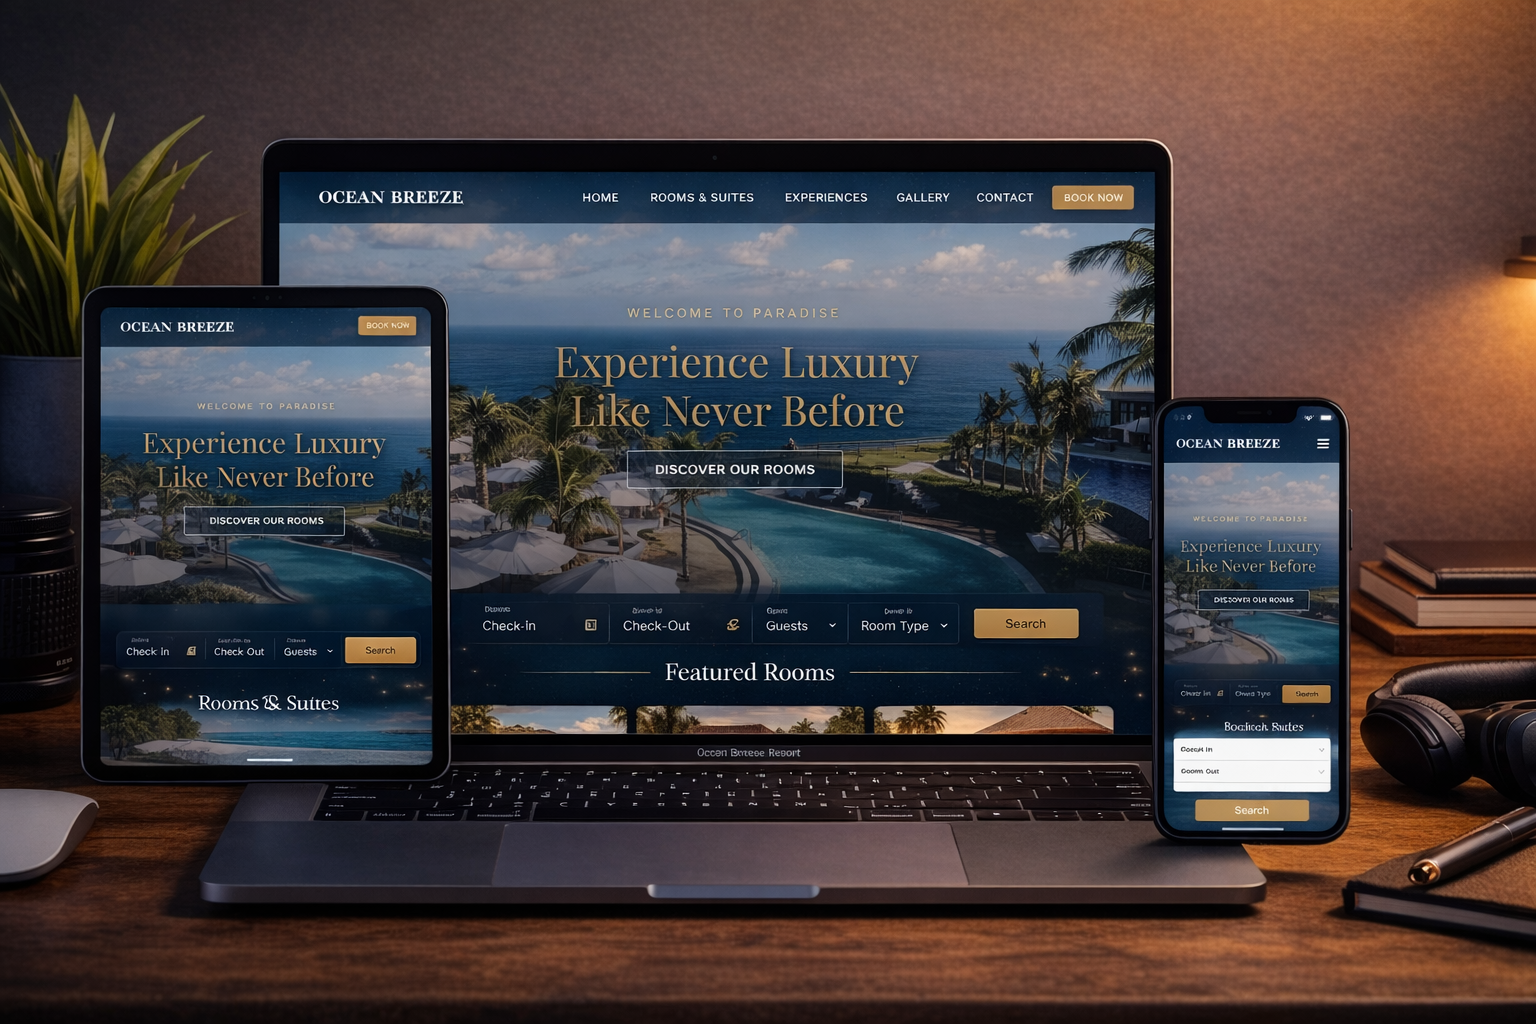 OCEAN BREEZE
HOME ROOMS & SUITES EXPERIENCES GALLERY CONTACT BOOK NOW
WELCOME TO PARADISE
Experience Luxury
Like Never Before
DISCOVER OUR ROOMS
Check-in Check-Out Guests Room Type Search
Featured Rooms
OCEAN BREEZE BOOK NOW
WELCOME TO PARADISE
Experience Luxury
Like Never Before
DISCOVER OUR ROOMS
Check In Check Out Guests Search
Rooms & Suites
OCEAN BREEZE
WELCOME TO PARADISE
Experience Luxury
Like Never Before
DISCOVER OUR ROOMS
Search
Search